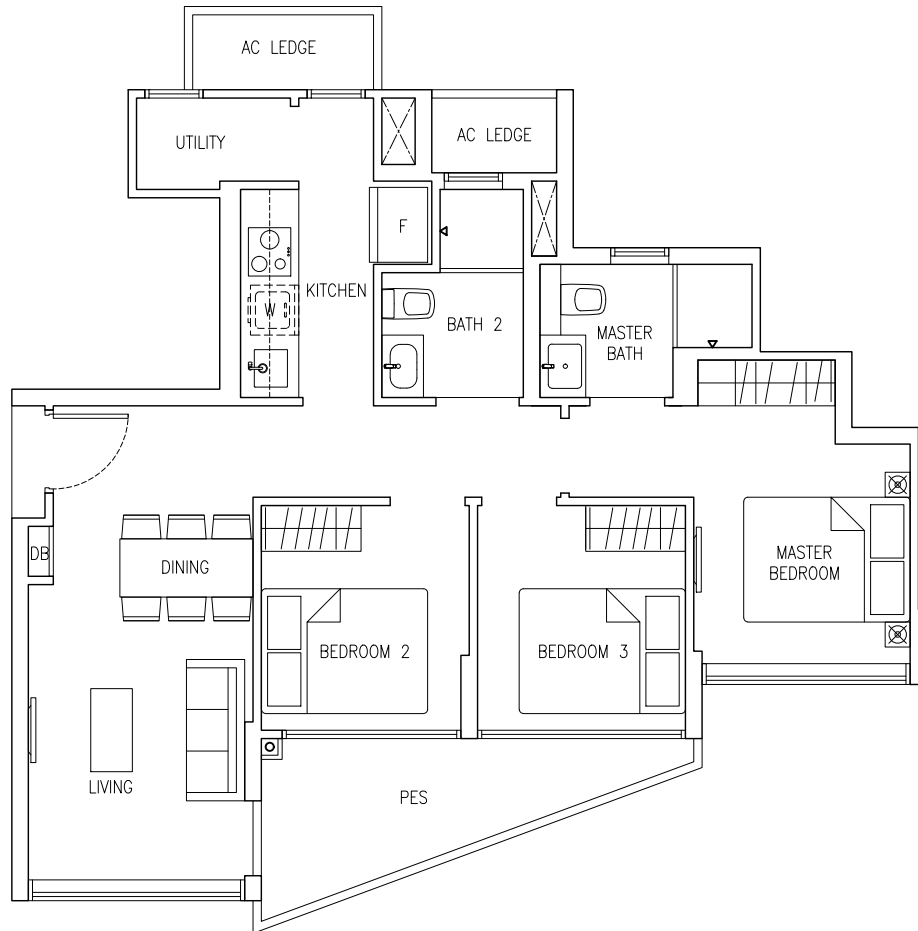 AC LEDGE
UTILITY
AC LEDGE
F
KITCHEN
W
BATH 2
MASTER
BATH
DB
DINING
MASTER
BEDROOM
BEDROOM 2
BEDROOM 3
LIVING
PES